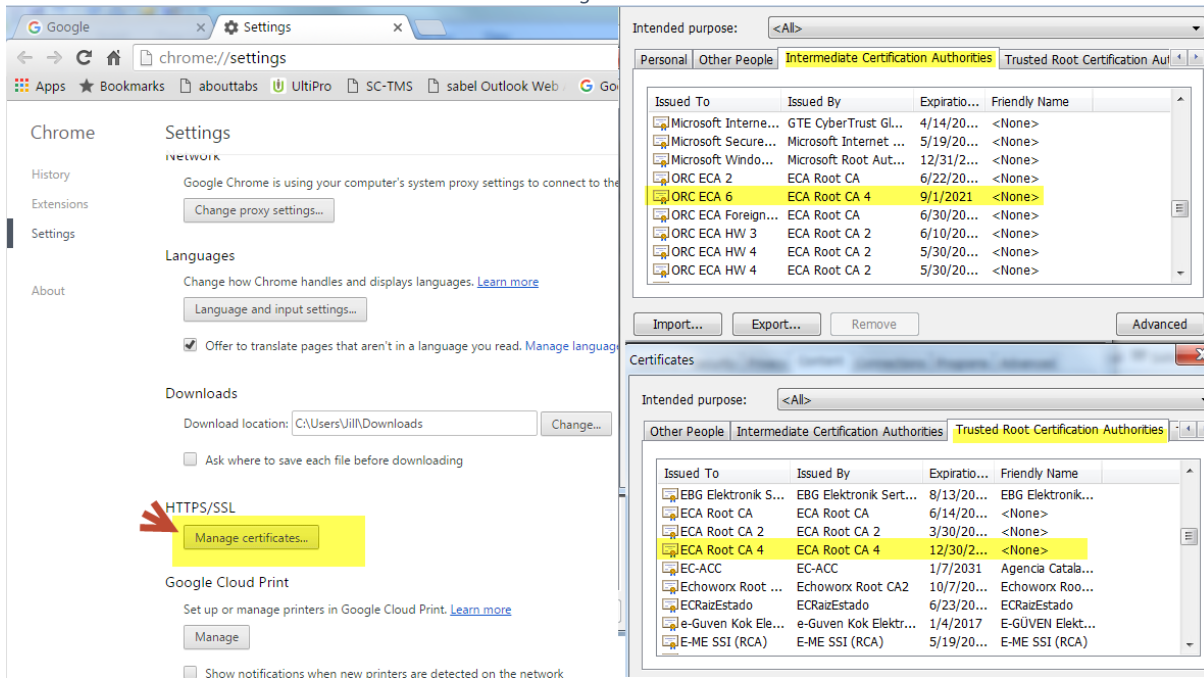 Google
Settings
chrome://settings
Apps Bookmarks abouttabs UltiPro SC-TMS sabel Outlook Web Go
Chrome
History
Extensions
Settings
About
Settings
Network
Google Chrome is using your computer's system proxy settings to connect to the
Change proxy settings...
Languages
Change how Chrome handles and displays languages. Learn more
Language and input settings...
Offer to translate pages that aren't in a language you read. Manage language
Downloads
Download location: C:\Users\Jill\Downloads Change...
Ask where to save each file before downloading
HTTPS/SSL
Manage certificates...
Google Cloud Print
Set up or manage printers in Google Cloud Print. Learn more
Manage
Show notifications when new printers are detected on the network
Intended purpose: <All>
Personal Other People Intermediate Certification Authorities Trusted Root Certification Aut
Issued To Issued By Expiratio... Friendly Name
Microsoft Interne... GTE CyberTrust Gl... 4/14/20... <None>
Microsoft Secure... Microsoft Internet ... 5/19/20... <None>
Microsoft Windo... Microsoft Root Aut... 12/31/2... <None>
ORC ECA 2 ECA Root CA 6/22/20... <None>
ORC ECA 6 ECA Root CA 4 9/1/2021 <None>
ORC ECA Foreign... ECA Root CA 6/30/20... <None>
ORC ECA HW 3 ECA Root CA 2 6/10/20... <None>
ORC ECA HW 4 ECA Root CA 2 5/30/20... <None>
ORC ECA HW 4 ECA Root CA 2 5/30/20... <None>
Import... Export... Remove Advanced
Certificates
Intended purpose: <All>
Other People Intermediate Certification Authorities Trusted Root Certification Authorities
Issued To Issued By Expiratio... Friendly Name
EBG Elektronik S... EBG Elektronik Sert... 8/13/20... EBG Elektronik...
ECA Root CA ECA Root CA 6/14/20... <None>
ECA Root CA 2 ECA Root CA 2 3/30/20... <None>
ECA Root CA 4 ECA Root CA 4 12/30/2... <None>
EC-ACC EC-ACC 1/7/2031 Agencia Catala...
Echoworx Root ... Echoworx Root CA2 10/7/20... Echoworx Roo...
ECRaizEstado ECRaizEstado 6/23/20... ECRaizEstado
e-Guven Kok Ele... e-Guven Kok Elektr... 1/4/2017 E-GÜVEN Elekt...
E-ME SSI (RCA) E-ME SSI (RCA) 5/19/20... E-ME SSI (RCA)